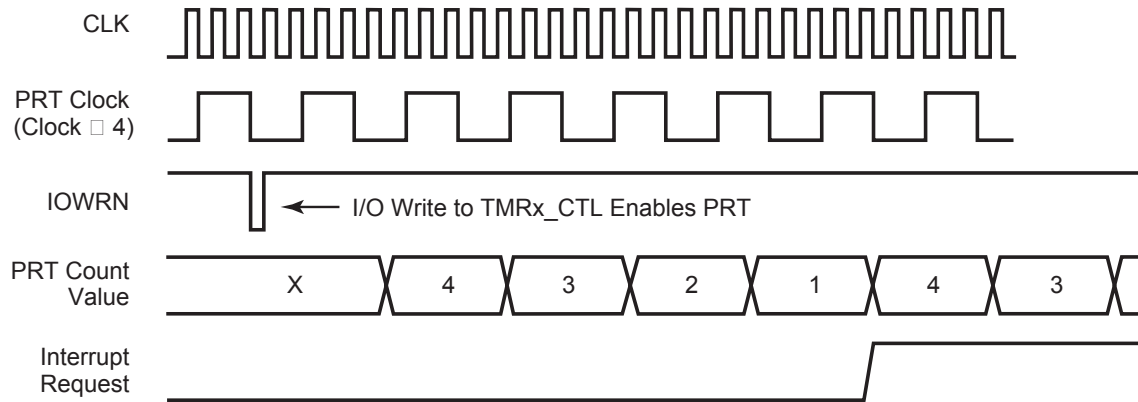 CLK
PRT Clock
(Clock □ 4)
IOWRN
I/O Write to TMRx_CTL Enables PRT
PRT Count
Value
X 4 3 2 1 4 3
Interrupt
Request